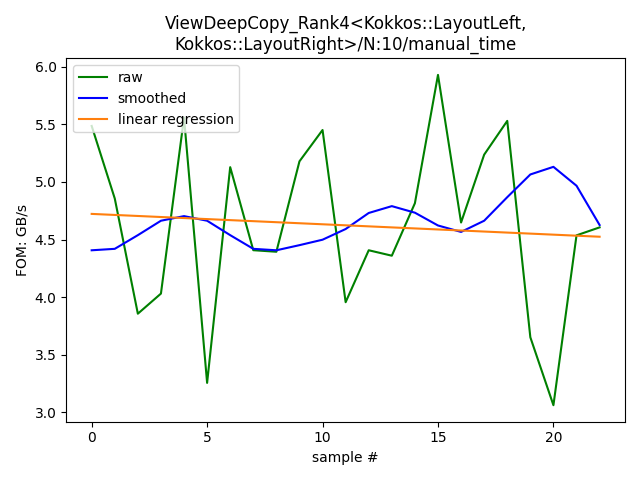 ViewDeepCopy_Rank4<Kokkos::LayoutLeft,
Kokkos::LayoutRight>/N:10/manual_time
raw
smoothed
linear regression
FOM: GB/s
6.0
5.5
5.0
4.5
4.0
3.5
3.0
0
5
10
15
20
sample #